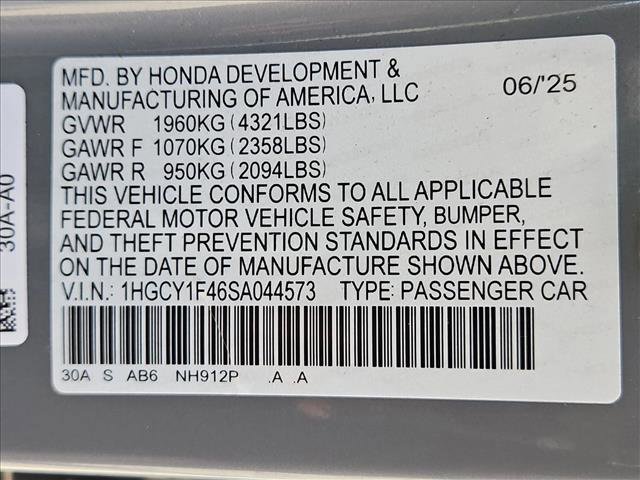 MFD. BY HONDA DEVELOPMENT &
MANUFACTURING OF AMERICA, LLC 06/'25
GVWR 1960KG (4321LBS)
GAWR F 1070KG (2358LBS)
GAWR R 950KG (2094LBS)
THIS VEHICLE CONFORMS TO ALL APPLICABLE
FEDERAL MOTOR VEHICLE SAFETY, BUMPER,
AND THEFT PREVENTION STANDARDS IN EFFECT
ON THE DATE OF MANUFACTURE SHOWN ABOVE.
V.I.N.: 1HGCY1F46SA044573 TYPE: PASSENGER CAR
30A S AB6 NH912P .A .A
30A-A0